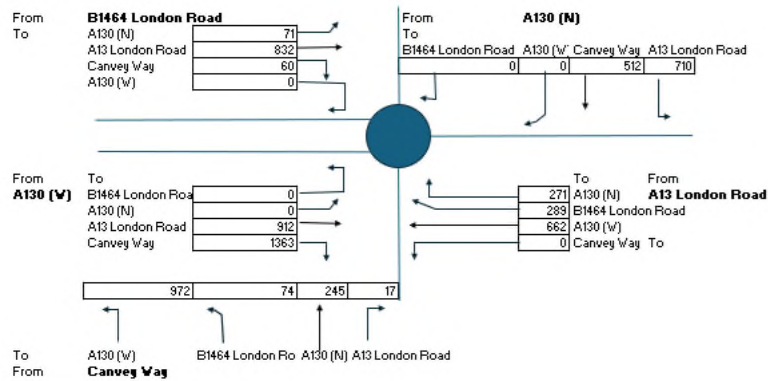 From B1464 London Road
To A130 (N) 71
A13 London Road 832
Canvey Way 60
A130 (W) 0
From A130 (N)
To
B1464 London Road A130 (W) Canvey Way A13 London Road
0 0 512 710
From To
A130 (W) B1464 London Roa 0
A130 (N) 0
A13 London Road 912
Canvey Way 1363
To From
271 A130 (N) A13 London Road
289 B1464 London Road
662 A130 (W)
0 Canvey Way To
972 74 245 17
To A130 (W) B1464 London Ro A130 (N) A13 London Road
From Canvey Way